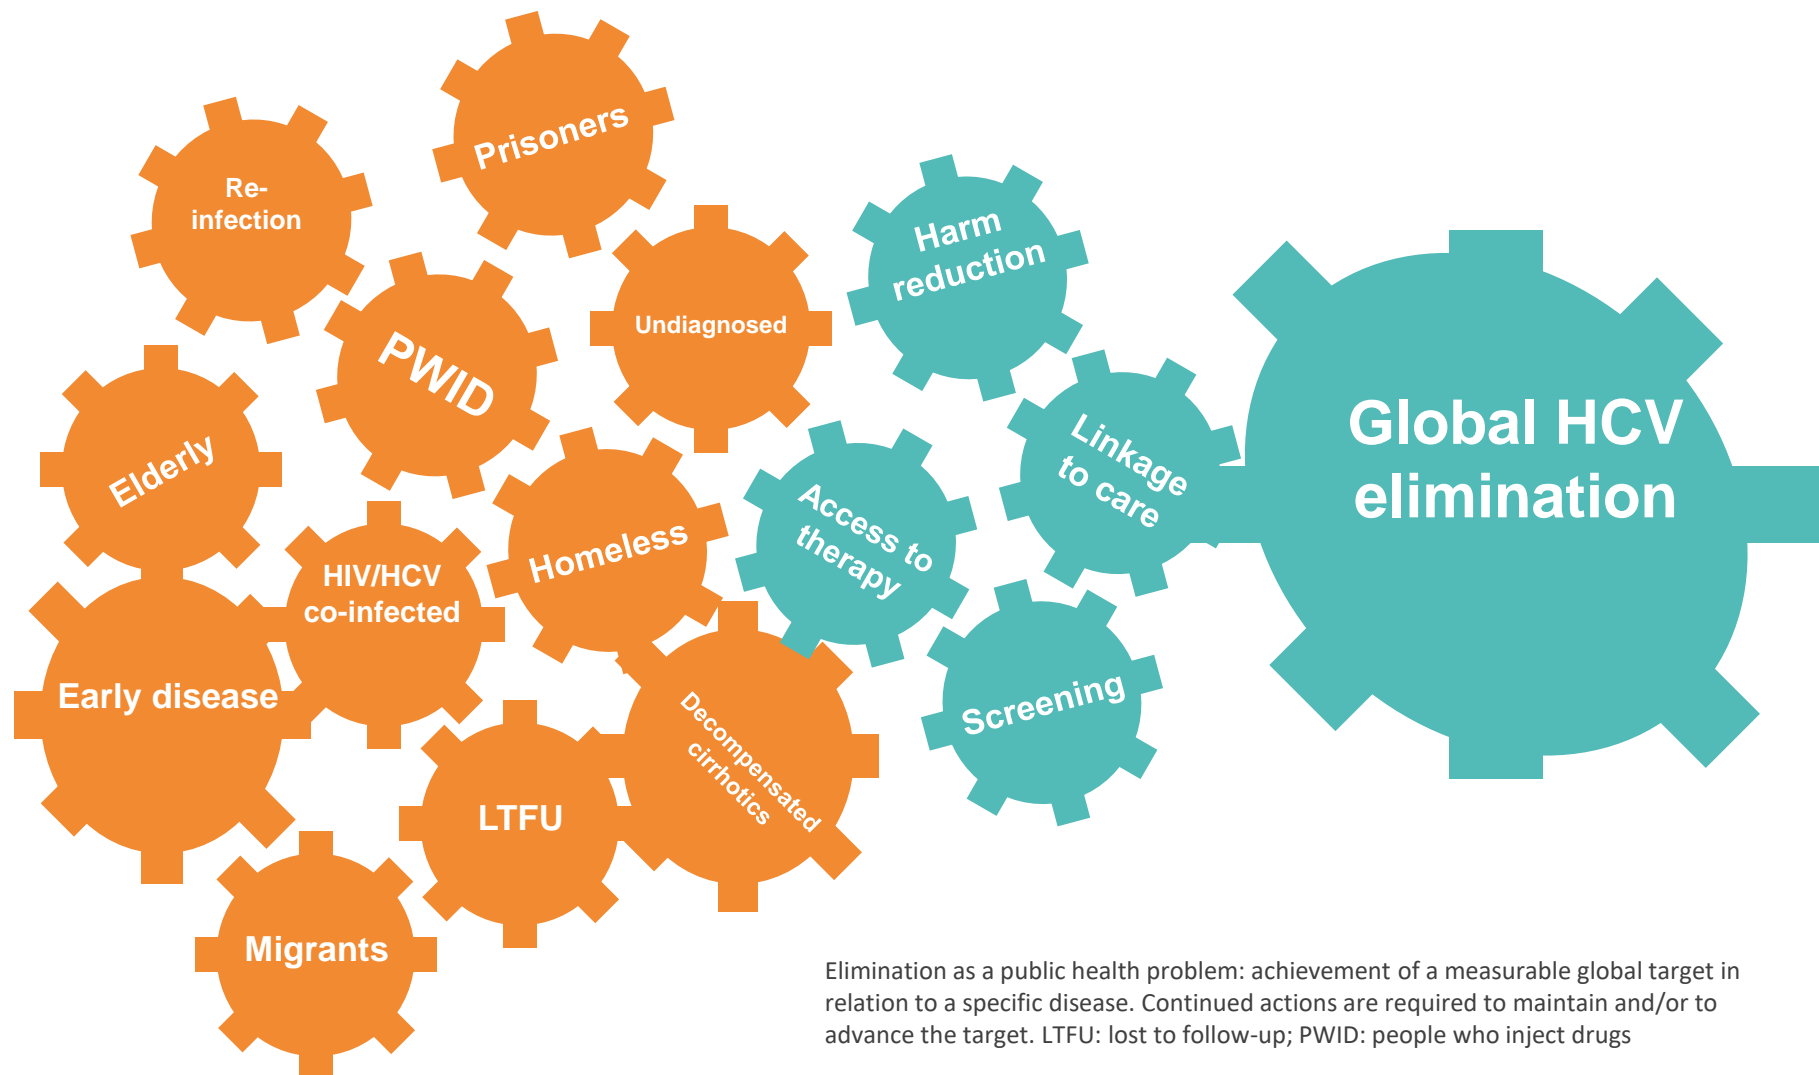 Prisoners
Re-
infection
Harm
reduction
Undiagnosed
PWID
Global HCV
elimination
Linkage
to care
Elderly
Access to
therapy
Homeless
HIV/HCV
co-infected
Early disease
Screening
Decompensated
cirrhotics
LTFU
Migrants
Elimination as a public health problem: achievement of a measurable global target in
relation to a specific disease. Continued actions are required to maintain and/or to
advance the target. LTFU: lost to follow-up; PWID: people who inject drugs